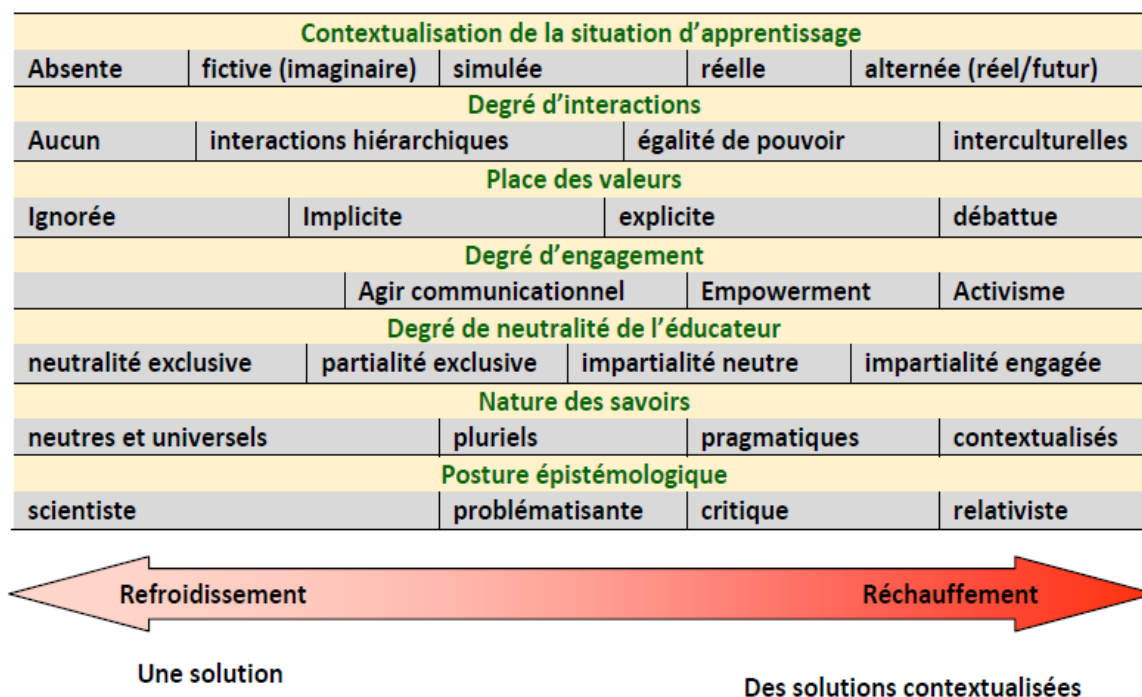 Contextualisation de la situation d'apprentissage
Absente fictive (imaginaire) simulée réelle alternée (réel/futur)
Degré d'interactions
Aucun interactions hiérarchiques égalité de pouvoir interculturelles
Place des valeurs
Ignorée Implicite explicite débattue
Degré d'engagement
Agir communicationnel Empowerment Activisme
Degré de neutralité de l'éducateur
neutralité exclusive partialité exclusive impartialité neutre impartialité engagée
Nature des savoirs
neutres et universels pluriels pragmatiques contextualisés
Posture épistémologique
scientiste problématisante critique relativiste
Refroidissement Réchauffement
Une solution Des solutions contextualisées